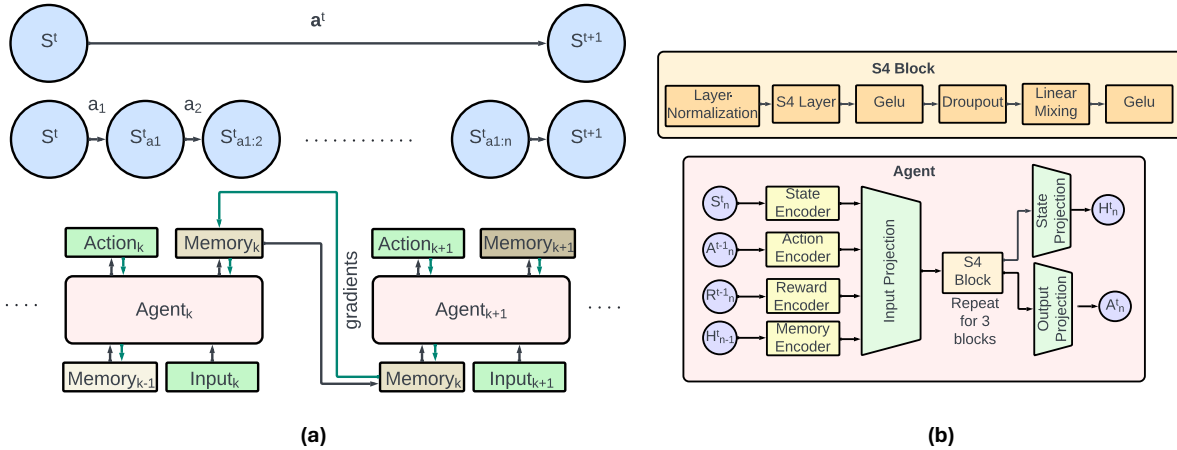 a^t
S^t
S^{t+1}
a_1
a_2
S^t
S^t_{a1}
S^t_{a1:2}
. . . . . . . . . . . .
S^t_{a1:n}
S^{t+1}
Action_k
Memory_k
Action_{k+1}
Memory_{k+1}
gradients
. . . .
Agent_k
Agent_{k+1}
. . . .
Memory_{k-1}
Input_k
Memory_k
Input_{k+1}
(a)
S4 Block
Layer
Normalization
S4 Layer
Gelu
Droupout
Linear
Mixing
Gelu
Agent
S^t_n
State
Encoder
A^{t-1}_n
Action
Encoder
R^{t-1}_n
Reward
Encoder
H^t_{n-1}
Memory
Encoder
Input Projection
S4
Block
Repeat
for 3
blocks
State
Projection
H^t_n
Output
Projection
A^t_n
(b)